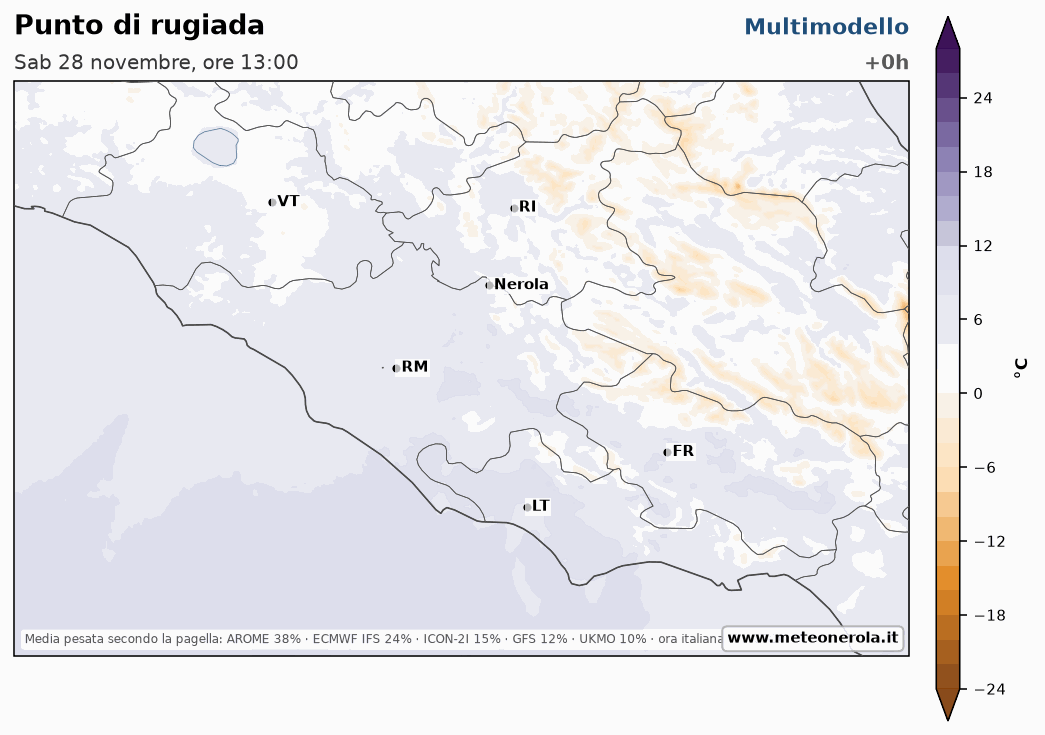 Punto di rugiada
Multimodello
Sab 28 novembre, ore 13:00
+0h
VT
RI
Nerola
RM
FR
LT
24
18
12
6
0
−6
−12
−18
−24
°C
Media pesata secondo la pagella: AROME 38% · ECMWF IFS 24% · ICON-2I 15% · GFS 12% · UKMO 10% · ora italiana
www.meteonerola.it